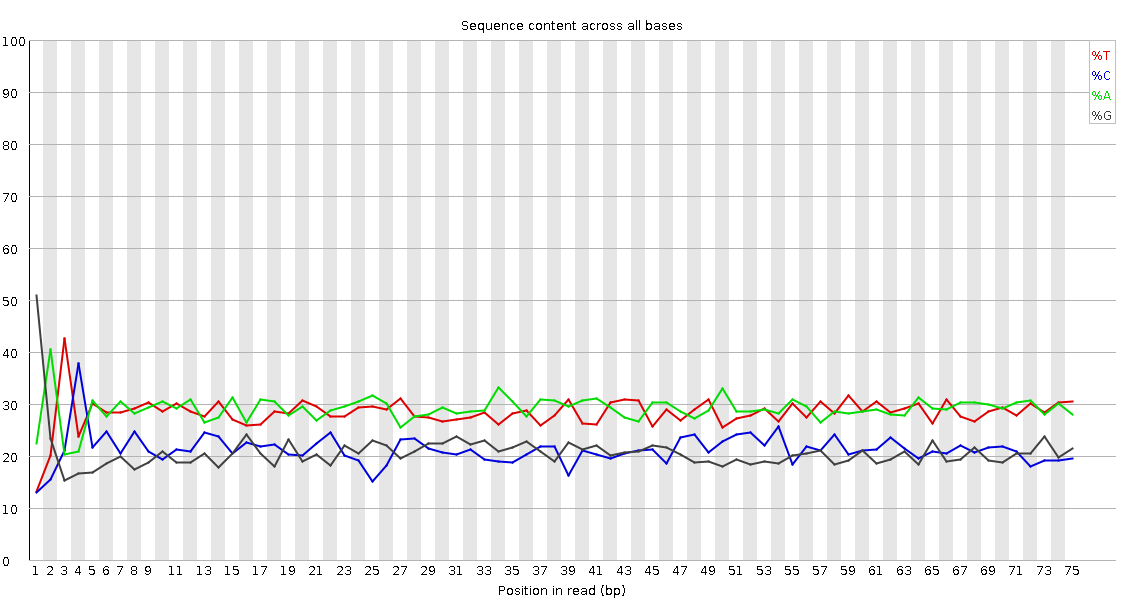 Sequence content across all bases
100
90
80
70
60
50
40
30
20
10
0
%T
%C
%A
%G
1 2 3 4 5 6 7 8 9 11 13 15 17 19 21 23 25 27 29 31 33 35 37 39 41 43 45 47 49 51 53 55 57 59 61 63 65 67 69 71 73 75
Position in read (bp)